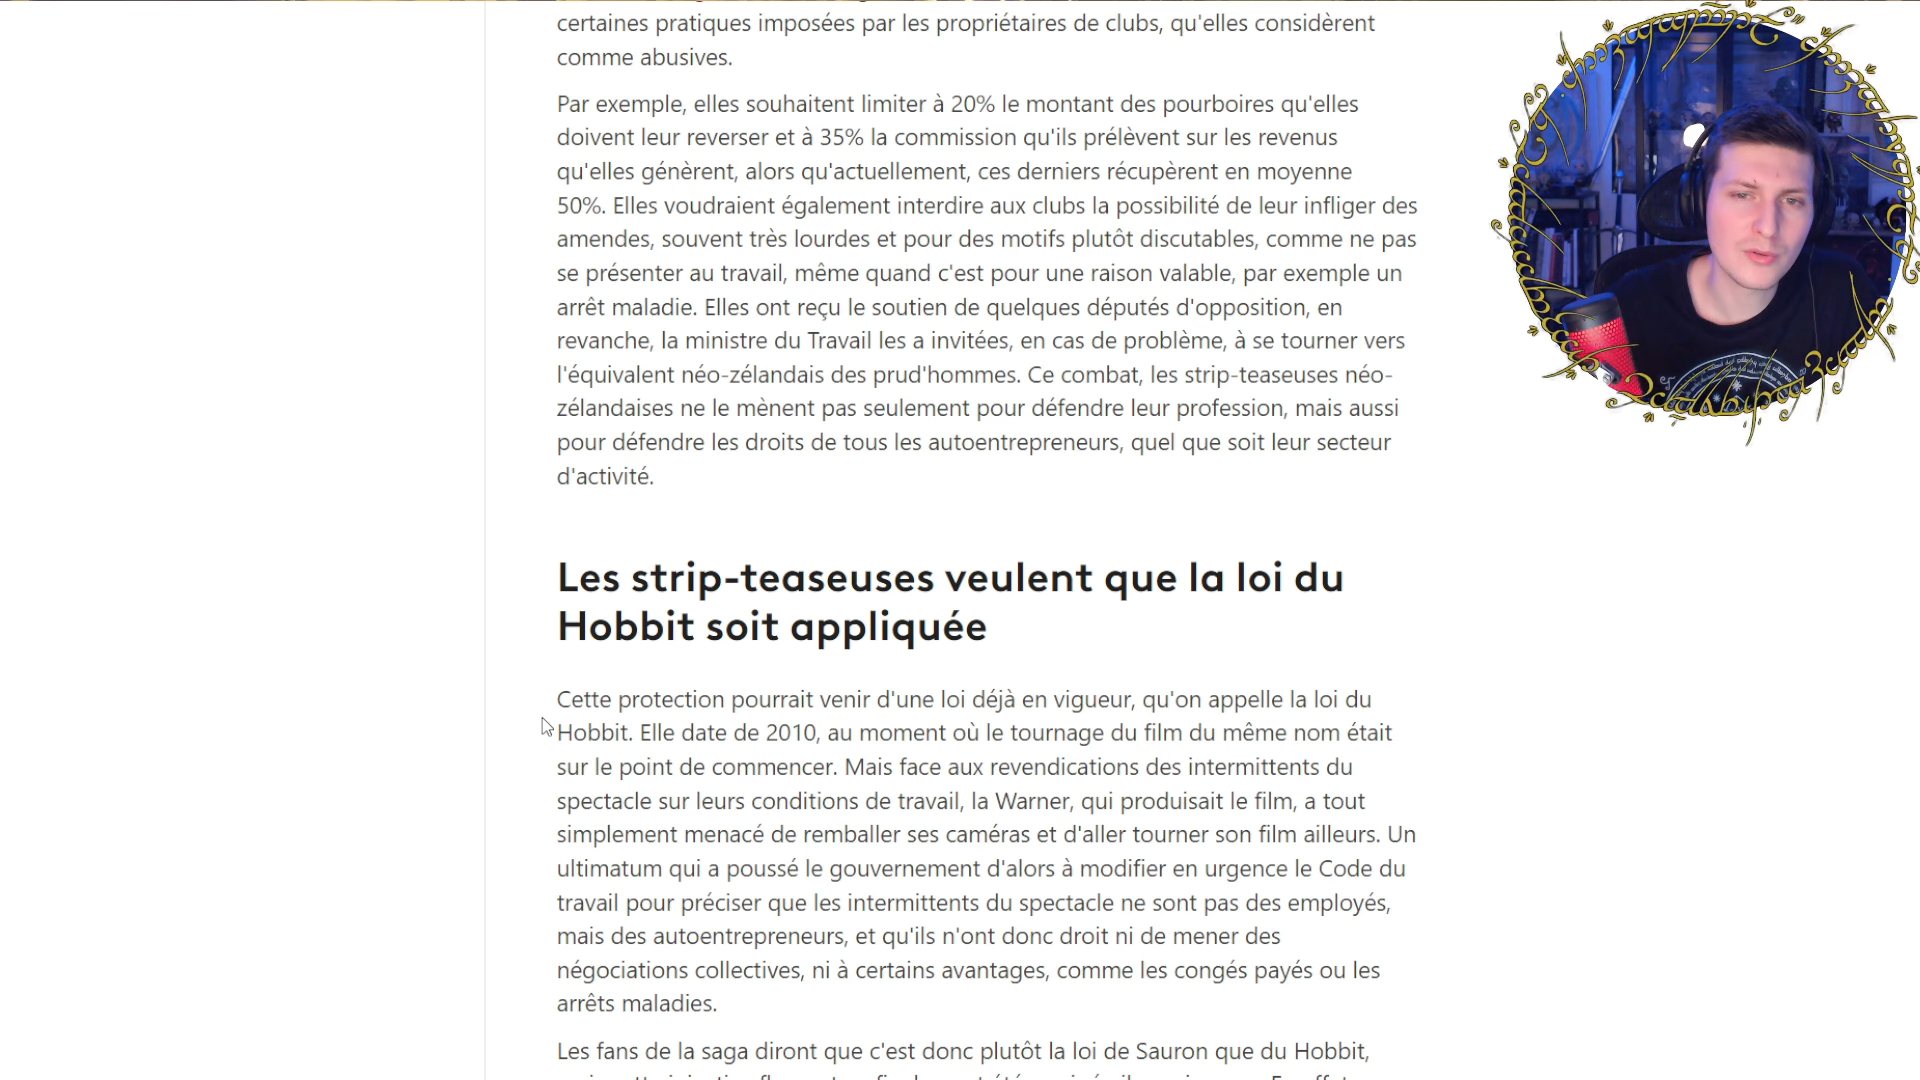 certaines pratiques imposées par les propriétaires de clubs, qu'elles considèrent
comme abusives.
Par exemple, elles souhaitent limiter à 20% le montant des pourboires qu'elles
doivent leur reverser et à 35% la commission qu'ils prélèvent sur les revenus
qu'elles génèrent, alors qu'actuellement, ces derniers récupèrent en moyenne
50%. Elles voudraient également interdire aux clubs la possibilité de leur infliger des
amendes, souvent très lourdes et pour des motifs plutôt discutables, comme ne pas
se présenter au travail, même quand c'est pour une raison valable, par exemple un
arrêt maladie. Elles ont reçu le soutien de quelques députés d'opposition, en
revanche, la ministre du Travail les a invitées, en cas de problème, à se tourner vers
l'équivalent néo-zélandais des prud'hommes. Ce combat, les strip-teaseuses néo-
zélandaises ne le mènent pas seulement pour défendre leur profession, mais aussi
pour défendre les droits de tous les autoentrepreneurs, quel que soit leur secteur
d'activité.
Les strip-teaseuses veulent que la loi du
Hobbit soit appliquée
Cette protection pourrait venir d'une loi déjà en vigueur, qu'on appelle la loi du
Hobbit. Elle date de 2010, au moment où le tournage du film du même nom était
sur le point de commencer. Mais face aux revendications des intermittents du
spectacle sur leurs conditions de travail, la Warner, qui produisait le film, a tout
simplement menacé de remballer ses caméras et d'aller tourner son film ailleurs. Un
ultimatum qui a poussé le gouvernement d'alors à modifier en urgence le Code du
travail pour préciser que les intermittents du spectacle ne sont pas des employés,
mais des autoentrepreneurs, et qu'ils n'ont donc droit ni de mener des
négociations collectives, ni à certains avantages, comme les congés payés ou les
arrêts maladies.
Les fans de la saga diront que c'est donc plutôt la loi de Sauron que du Hobbit,